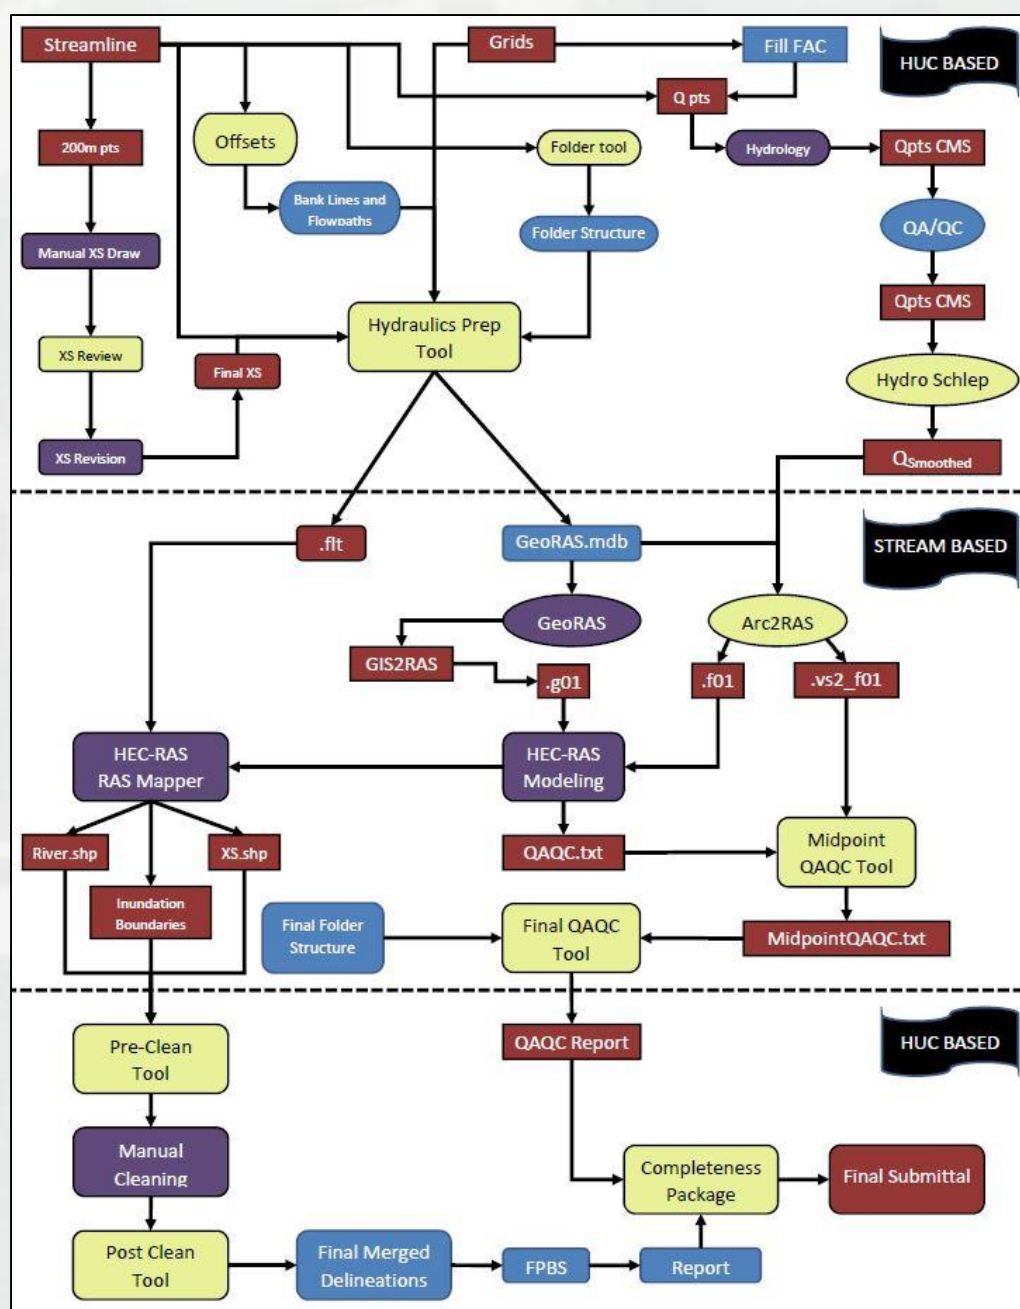 Streamline
Grids
Fill FAC
HUC BASED
Q pts
200m pts
Offsets
Folder tool
Hydrology
Qpts CMS
Bank Lines and
Flowpaths
Folder Structure
QA/QC
Manual XS Draw
Qpts CMS
Hydraulics Prep
Tool
XS Review
Final XS
Hydro Schlep
XS Revision
QSmoothed
.flt
GeoRAS.mdb
STREAM BASED
GeoRAS
Arc2RAS
GIS2RAS
.g01
.f01
.vs2_f01
HEC-RAS
RAS Mapper
HEC-RAS
Modeling
River.shp
XS.shp
QAQC.txt
Midpoint
QAQC Tool
Inundation
Boundaries
Final Folder
Structure
Final QAQC
Tool
MidpointQAQC.txt
Pre-Clean
Tool
QAQC Report
HUC BASED
Manual
Cleaning
Completeness
Package
Final Submittal
Post Clean
Tool
Final Merged
Delineations
FPBS
Report